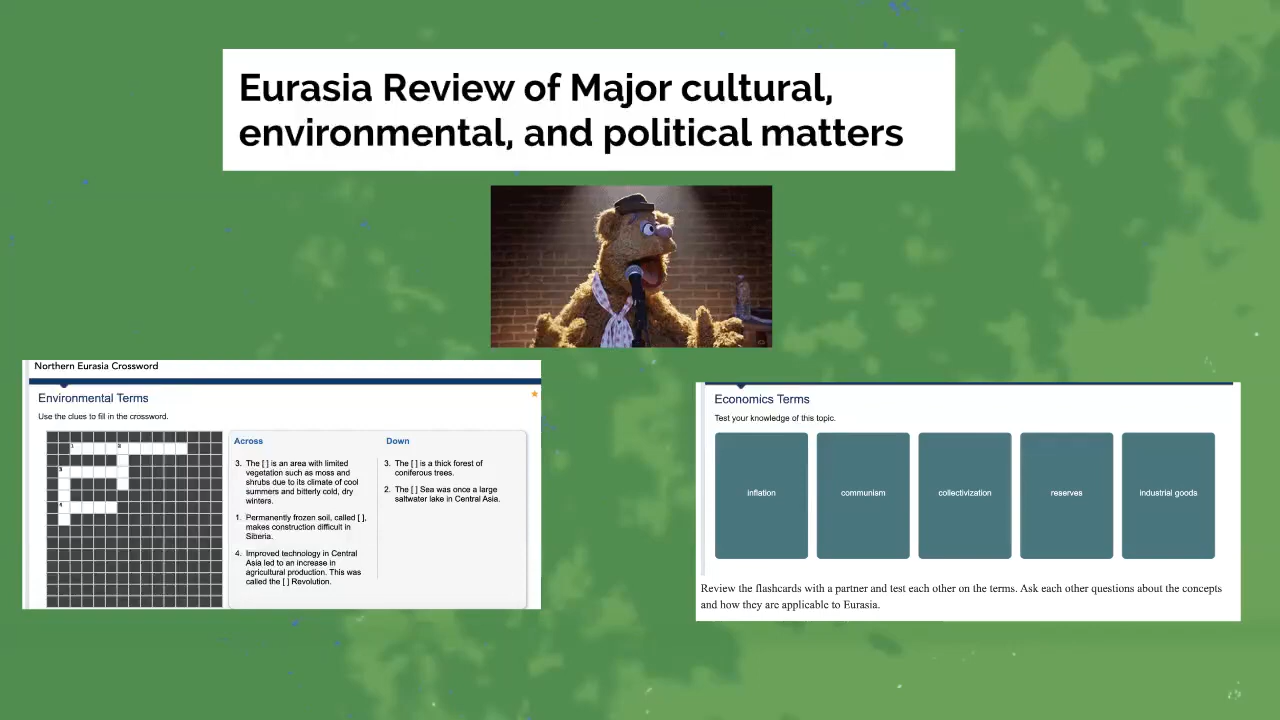 Eurasia Review of Major cultural,
environmental, and political matters
Northern Eurasia Crossword
Environmental Terms
Use the clues to fill in the crossword.
1
2
3
4
Across
3. The [ ] is an area with limited
vegetation such as moss and
shrubs due to its climate of cool
summers and bitterly cold, dry
winters.
1. Permanently frozen soil, called [ ],
makes construction difficult in
Siberia.
4. Improved technology in Central
Asia led to an increase in
agricultural production. This was
called the [ ] Revolution.
Down
3. The [ ] is a thick forest of
coniferous trees.
2. The [ ] Sea was once a large
saltwater lake in Central Asia.
Economics Terms
Test your knowledge of this topic.
inflation
communism
collectivization
reserves
industrial goods
Review the flashcards with a partner and test each other on the terms. Ask each other questions about the concepts
and how they are applicable to Eurasia.